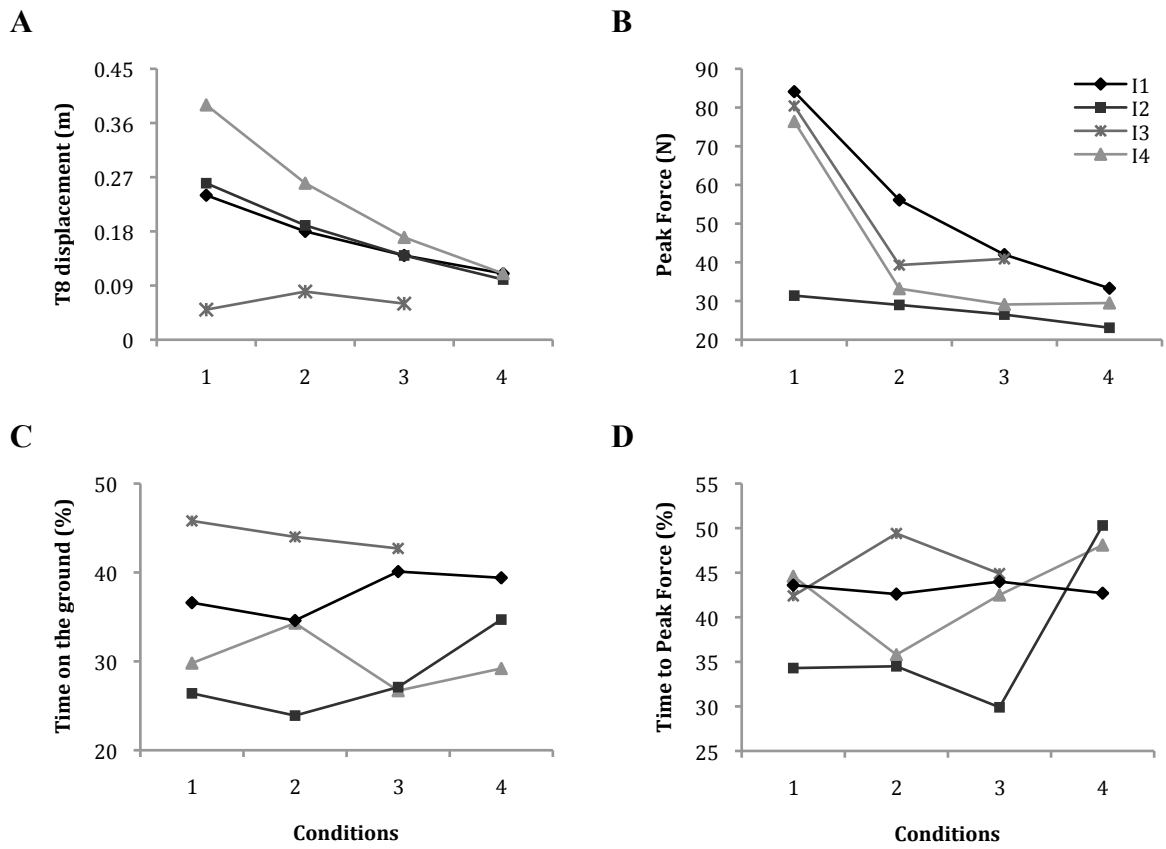 A
T8 displacement (m)
0.45
0.36
0.27
0.18
0.09
0
1 2 3 4
B
Peak Force (N)
90
80
70
60
50
40
30
20
1 2 3 4
I1
I2
I3
I4
C
Time on the ground (%)
50
40
30
20
1 2 3 4
Conditions
D
Time to Peak Force (%)
55
50
45
40
35
30
25
1 2 3 4
Conditions